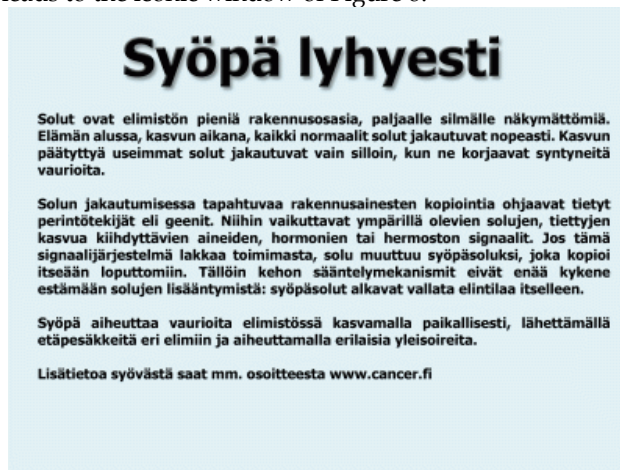 leads to the iconic window of Figure 8.
Syöpä lyhyesti
Solut ovat elimistön pieniä rakennusosasia, paljaalle silmälle näkymättömiä.
Elämän alussa, kasvun aikana, kaikki normaalit solut jakautuvat nopeasti. Kasvun
päätyttyä useimmat solut jakautuvat vain silloin, kun ne korjaavat syntyneitä
vaurioita.
Solun jakautumisessa tapahtuvaa rakennusainesten kopiointia ohjaavat tietyt
perintötekijät eli geenit. Niihin vaikuttavat ympärillä olevien solujen, tiettyjen
kasvua kiihdyttävien aineiden, hormonien tai hermoston signaalit. Jos tämä
signaalijärjestelmä lakkaa toimimasta, solu muuttuu syöpäsoluksi, joka kopioi
itseään loputtomiin. Tällöin kehon sääntelymekanismit eivät enää kykene
estämään solujen lisääntymistä: syöpäsolut alkavat vallata elintilaa itselleen.
Syöpä aiheuttaa vaurioita elimistössä kasvamalla paikallisesti, lähettämällä
etäpesäkkeitä eri elimiin ja aiheuttamalla erilaisia yleisoireita.
Lisätietoa syövästä saat mm. osoitteesta www.cancer.fi